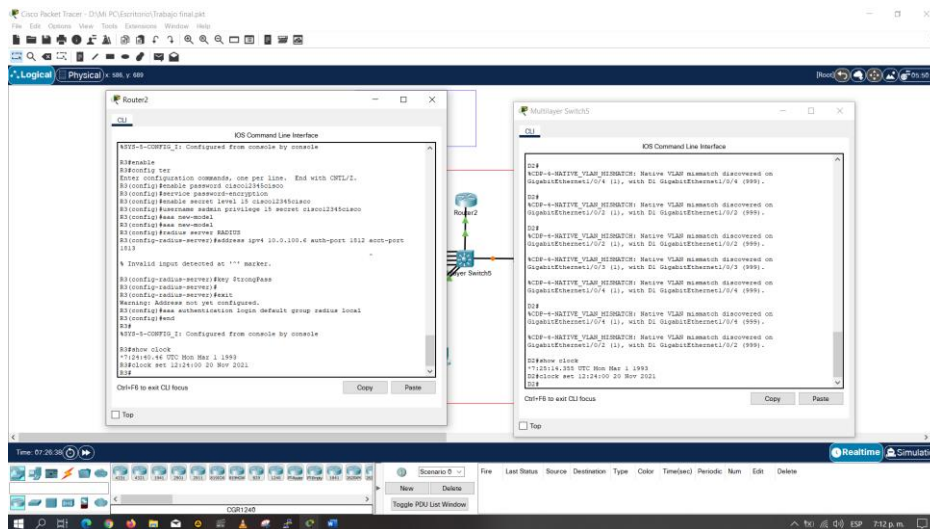 Cisco Packet Tracer - D:\Mi PC\Escritorio\Trabajo final.pkt
File Edit Options View Tools Extensions Window Help
Logical Physical x: 586, y: 689
[Root]
Router2
CLI
IOS Command Line Interface
%SYS-5-CONFIG_I: Configured from console by console
R3#enable
R3#config ter
Enter configuration commands, one per line. End with CNTL/Z.
R3(config)#enable password cisco12345cisco
R3(config)#service password-encryption
R3(config)#enable secret level 15 cisco12345cisco
R3(config)#username sadmin privilege 15 secret cisco12345cisco
R3(config)#aaa new-model
R3(config)#aaa new-model
R3(config)#radius server RADIUS
R3(config-radius-server)#address ipv4 10.0.100.6 auth-port 1812 acct-port
1813
% Invalid input detected at '^' marker.
R3(config-radius-server)#key $trongPass
R3(config-radius-server)#
R3(config-radius-server)#exit
Warning: Address not yet configured.
R3(config)#aaa authentication login default group radius local
R3(config)#end
R3#
%SYS-5-CONFIG_I: Configured from console by console
R3#show clock
*7:24:40.46 UTC Mon Mar 1 1993
R3#clock set 12:24:00 20 Nov 2021
R3#
Ctrl+F6 to exit CLI focus
Copy Paste
Top
Router2
Multilayer Switch5
CLI
IOS Command Line Interface
D2#
%CDP-4-NATIVE_VLAN_MISMATCH: Native VLAN mismatch discovered on
GigabitEthernet1/0/4 (1), with D1 GigabitEthernet1/0/4 (999).
D2#
%CDP-4-NATIVE_VLAN_MISMATCH: Native VLAN mismatch discovered on
GigabitEthernet1/0/2 (1), with D1 GigabitEthernet1/0/2 (999).
D2#
%CDP-4-NATIVE_VLAN_MISMATCH: Native VLAN mismatch discovered on
GigabitEthernet1/0/2 (1), with D1 GigabitEthernet1/0/2 (999).
%CDP-4-NATIVE_VLAN_MISMATCH: Native VLAN mismatch discovered on
GigabitEthernet1/0/3 (1), with D1 GigabitEthernet1/0/3 (999).
%CDP-4-NATIVE_VLAN_MISMATCH: Native VLAN mismatch discovered on
GigabitEthernet1/0/4 (1), with D1 GigabitEthernet1/0/4 (999).
D2#
%CDP-4-NATIVE_VLAN_MISMATCH: Native VLAN mismatch discovered on
GigabitEthernet1/0/4 (1), with D1 GigabitEthernet1/0/4 (999).
%CDP-4-NATIVE_VLAN_MISMATCH: Native VLAN mismatch discovered on
GigabitEthernet1/0/2 (1), with D1 GigabitEthernet1/0/2 (999).
D2#show clock
*7:25:14.355 UTC Mon Mar 1 1993
D2#clock set 12:24:00 20 Nov 2021
D2#
Ctrl+F6 to exit CLI focus
Copy Paste
Top
ayer Switch5
Time: 07:26:38
Realtime Simulati
Scenario 0
New Delete
Toggle PDU List Window
Fire Last Status Source Destination Type Color Time(sec) Periodic Num Edit Delete
CGR1240
ESP 7:12 p. m.